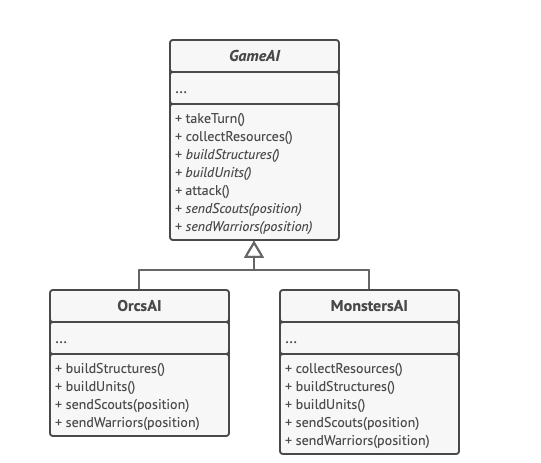 GameAI
...
+ takeTurn()
+ collectResources()
+ buildStructures()
+ buildUnits()
+ attack()
+ sendScouts(position)
+ sendWarriors(position)
OrcsAI
...
+ buildStructures()
+ buildUnits()
+ sendScouts(position)
+ sendWarriors(position)
MonstersAI
...
+ collectResources()
+ buildStructures()
+ buildUnits()
+ sendScouts(position)
+ sendWarriors(position)